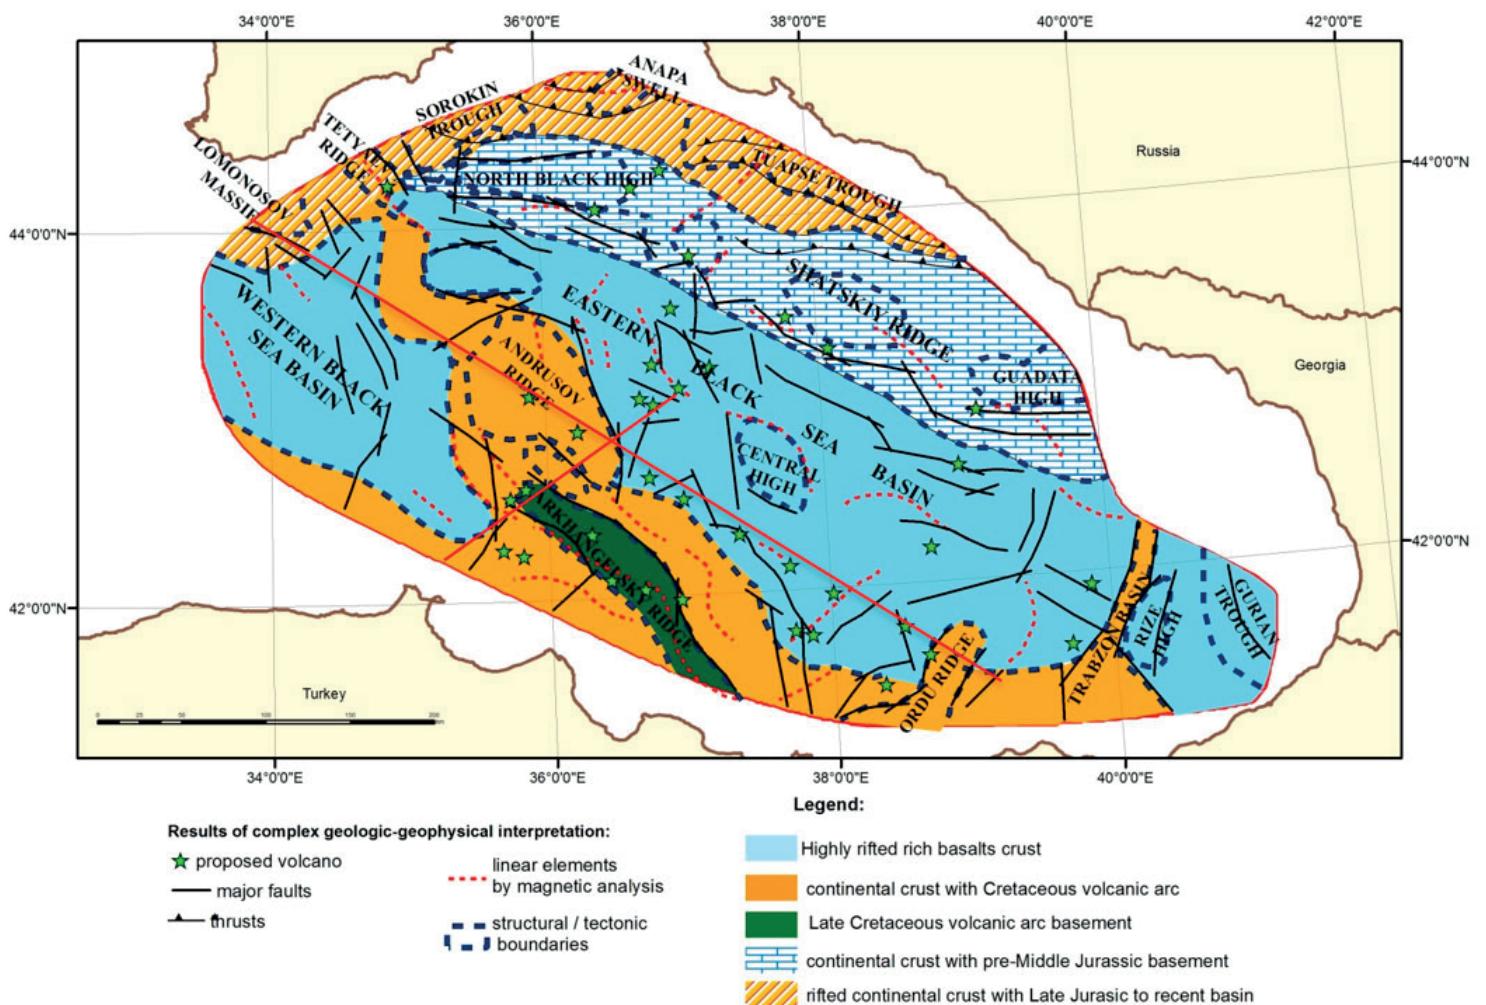 34°0'0"E 36°0'0"E 38°0'0"E 40°0'0"E 42°0'0"E
ANAPA
SWELL
SOROKIN
TROUGH
TETYAEV
RIDGE
LOMONOSOV
MASSIF
Russia
44°0'0"N
NORTH BLACK HIGH
TUAPSE TROUGH
44°0'0"N
SHATSKIY RIDGE
WESTERN BLACK
SEA BASIN
EASTERN
BLACK
SEA
BASIN
ANDRUSOV
RIDGE
GUADATA
HIGH
Georgia
CENTRAL
HIGH
42°0'0"N
ARKHANGELSKY RIDGE
42°0'0"N
ORDU RIDGE
TRABZON BASIN
RIZE
HIGH
GURIAN
TROUGH
Turkey
0 25 50 100 150 200
34°0'0"E 36°0'0"E 38°0'0"E 40°0'0"E
Legend:
Results of complex geologic-geophysical interpretation:
proposed volcano
major faults
thrusts
linear elements
by magnetic analysis
structural / tectonic
boundaries
Highly rifted rich basalts crust
continental crust with Cretaceous volcanic arc
Late Cretaceous volcanic arc basement
continental crust with pre-Middle Jurassic basement
rifted continental crust with Late Jurasic to recent basin